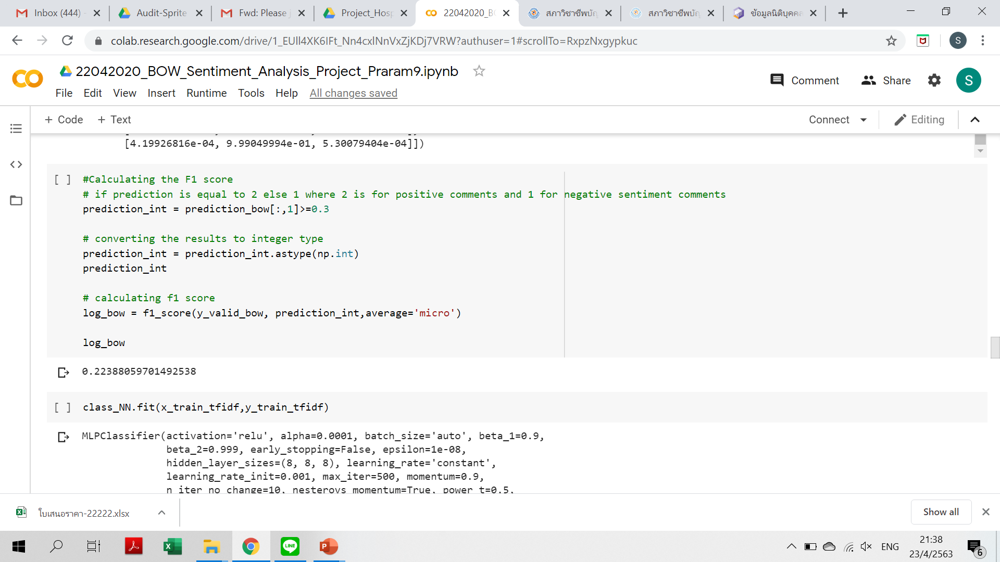 Inbox (444) -
Audit-Sprite
Fwd: Please j
Project_Hosp
22042020_BO
สภาวิชาชีพบัญ
สภาวิชาชีพบัญ
ข้อมูลนิติบุคคล
colab.research.google.com/drive/1_EUll4XK6IFt_Nn4cxlNnVxZjKDj7VRW?authuser=1#scrollTo=RxpzNxgypkuc
S
22042020_BOW_Sentiment_Analysis_Project_Praram9.ipynb
Comment
Share
S
File Edit View Insert Runtime Tools Help All changes saved
+ Code + Text
Connect
Editing
[4.19926816e-04, 9.99049994e-01, 5.30079404e-04]])
[ ] #Calculating the F1 score
# if prediction is equal to 2 else 1 where 2 is for positive comments and 1 for negative sentiment comments
prediction_int = prediction_bow[:,1]>=0.3
# converting the results to integer type
prediction_int = prediction_int.astype(np.int)
prediction_int
# calculating f1 score
log_bow = f1_score(y_valid_bow, prediction_int,average='micro')
log_bow
0.22388059701492538
[ ] class_NN.fit(x_train_tfidf,y_train_tfidf)
MLPClassifier(activation='relu', alpha=0.0001, batch_size='auto', beta_1=0.9,
beta_2=0.999, early_stopping=False, epsilon=1e-08,
hidden_layer_sizes=(8, 8, 8), learning_rate='constant',
learning_rate_init=0.001, max_iter=500, momentum=0.9,
n_iter_no_change=10, nesterovs_momentum=True, power_t=0.5,
ใบเสนอราคา-22222.xlsx
Show all
LINE
ENG
21:38
23/4/2563
6